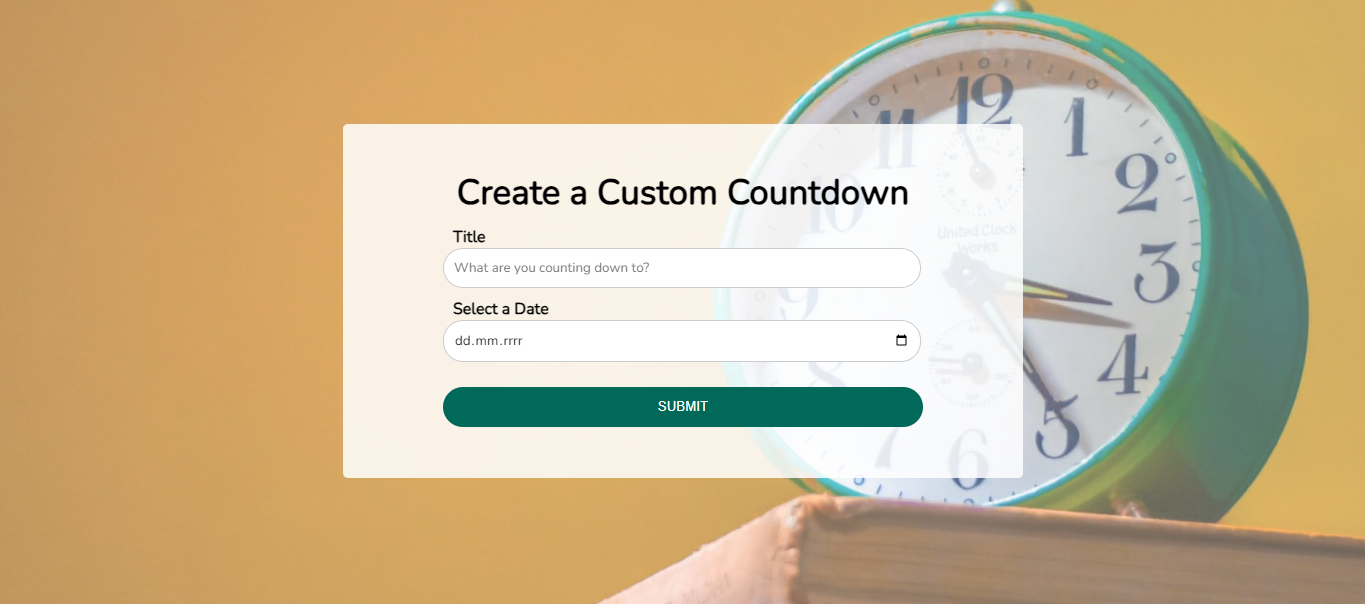 Create a Custom Countdown
Title
What are you counting down to?
Select a Date
dd.mm.rrrr
SUBMIT
12
11
1
10
2
United Clock
Works
9
3
8
4
7
5
6